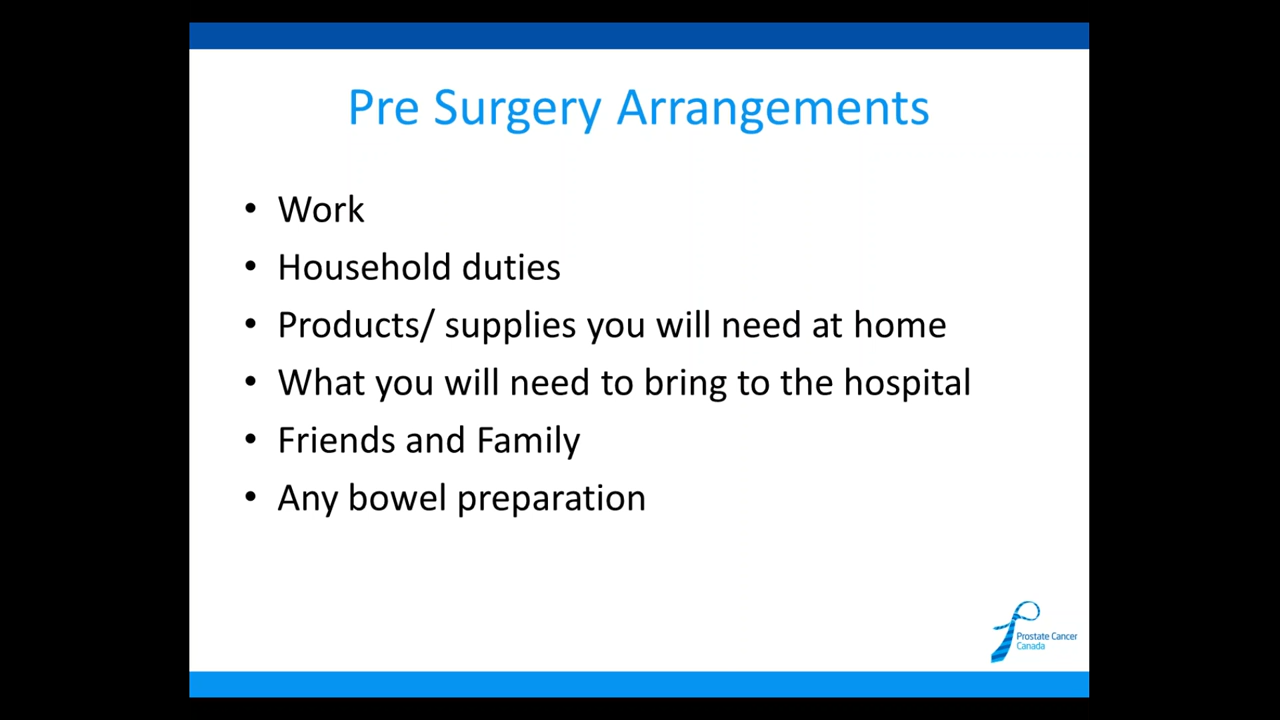 Pre Surgery Arrangements
• Work
• Household duties
• Products/ supplies you will need at home
• What you will need to bring to the hospital
• Friends and Family
• Any bowel preparation
Prostate Cancer
Canada